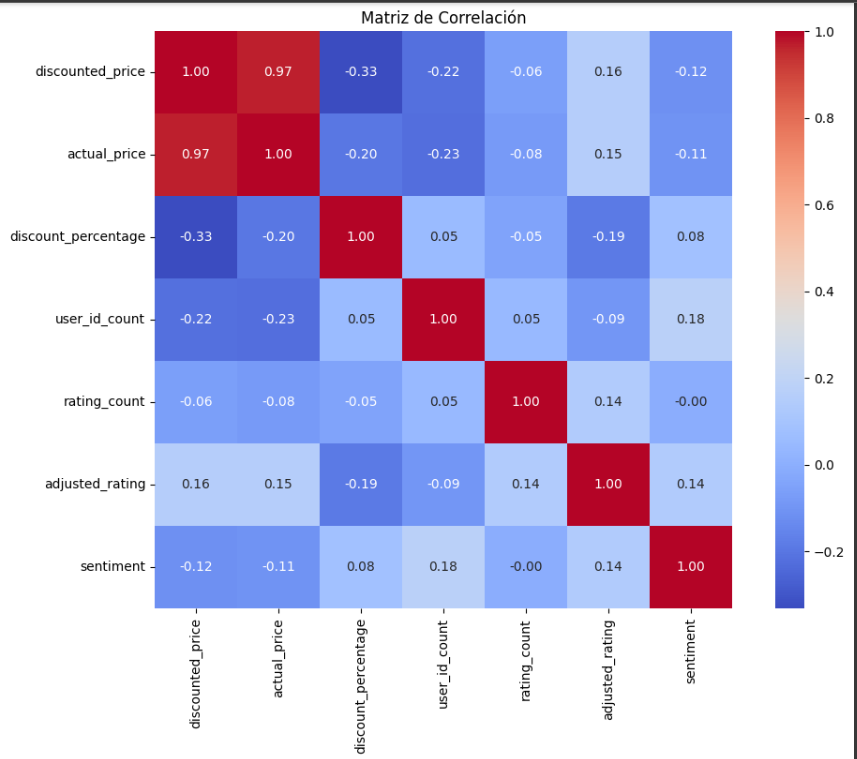 Matriz de Correlación
discounted_price 1.00 0.97 -0.33 -0.22 -0.06 0.16 -0.12
actual_price 0.97 1.00 -0.20 -0.23 -0.08 0.15 -0.11
discount_percentage -0.33 -0.20 1.00 0.05 -0.05 -0.19 0.08
user_id_count -0.22 -0.23 0.05 1.00 0.05 -0.09 0.18
rating_count -0.06 -0.08 -0.05 0.05 1.00 0.14 -0.00
adjusted_rating 0.16 0.15 -0.19 -0.09 0.14 1.00 0.14
sentiment -0.12 -0.11 0.08 0.18 -0.00 0.14 1.00
discounted_price
actual_price
discount_percentage
user_id_count
rating_count
adjusted_rating
sentiment
1.0
0.8
0.6
0.4
0.2
0.0
−0.2